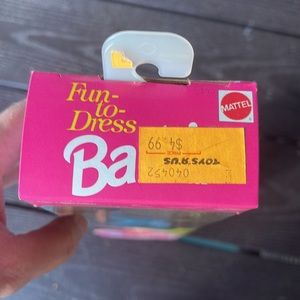 Fun-
to-
Dress
MATTEL
Ba
$4.99
TOYS"R"US
040452